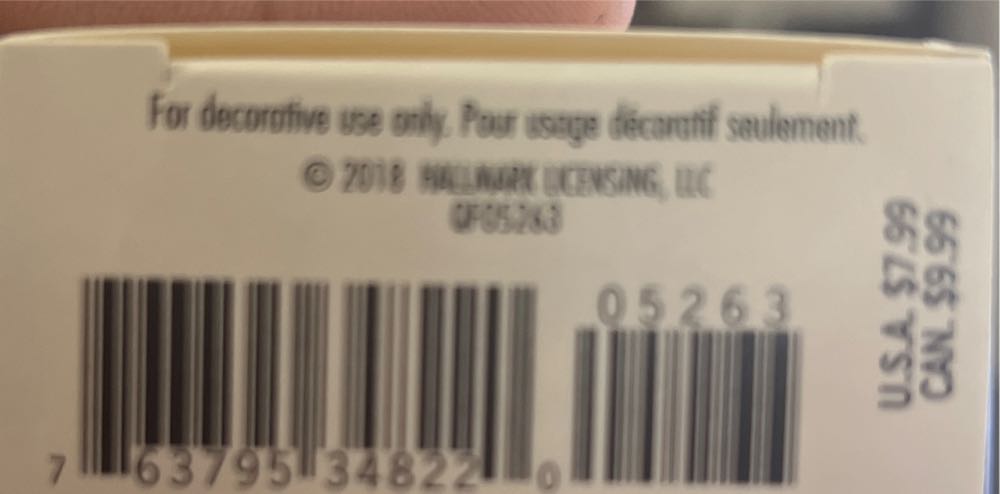 For decorative use only. Pour usage décoratif seulement.
© 2018 HALLMARK LICENSING, LLC
QF05263
05263
7 63795 34822 0
U.S.A. $7.99
CAN. $9.99